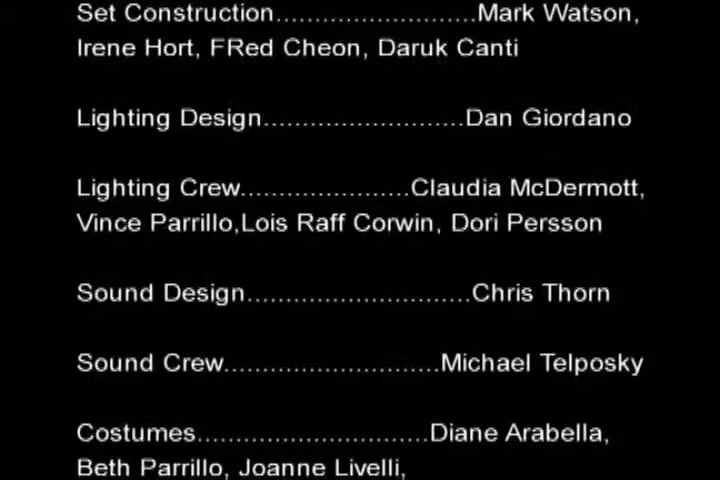 Set Construction.........................Mark Watson,
Irene Hort, FRed Cheon, Daruk Canti
Lighting Design.........................Dan Giordano
Lighting Crew.....................Claudia McDermott,
Vince Parrillo,Lois Raff Corwin, Dori Persson
Sound Design............................Chris Thorn
Sound Crew...........................Michael Telposky
Costumes.............................Diane Arabella,
Beth Parrillo, Joanne Livelli,